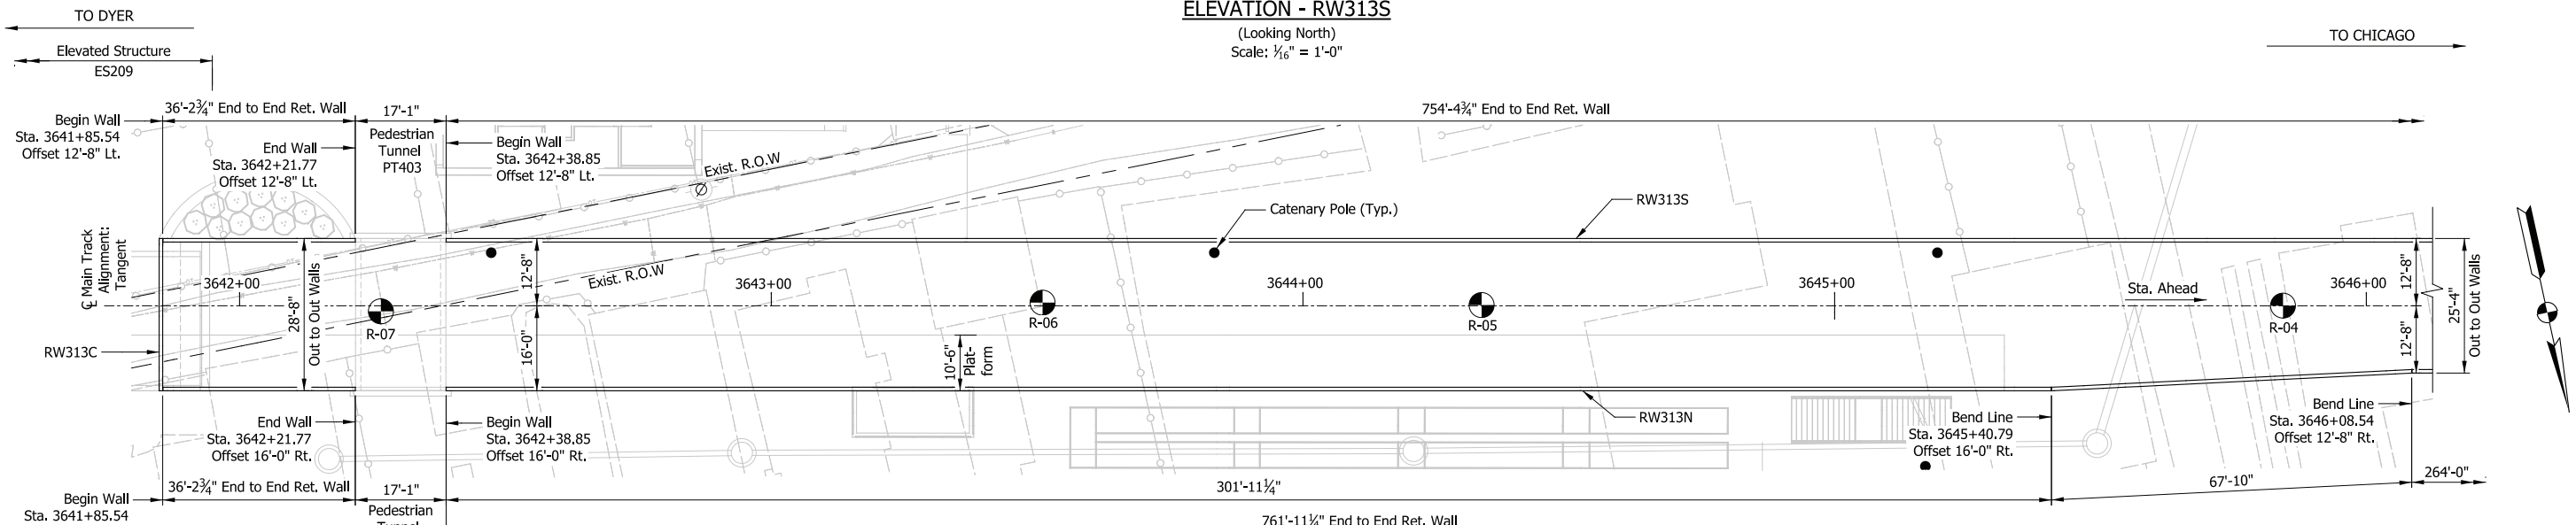 ELEVATION - RW313S
(Looking North)
Scale: 1⁄16" = 1'-0"
TO DYER
TO CHICAGO
Elevated Structure
ES209
36'-2¾" End to End Ret. Wall
17'-1"
754'-4¾" End to End Ret. Wall
Begin Wall
Sta. 3641+85.54
Offset 12'-8" Lt.
End Wall
Sta. 3642+21.77
Offset 12'-8" Lt.
Pedestrian
Tunnel
PT403
Begin Wall
Sta. 3642+38.85
Offset 12'-8" Lt.
Exist. R.O.W
Catenary Pole (Typ.)
RW313S
℄ Main Track
Alignment:
Tangent
3642+00
28'-8"
Out to Out Walls
12'-8"
Exist. R.O.W
3643+00
3644+00
3645+00
Sta. Ahead
3646+00
12'-8"
25'-4"
Out to Out Walls
R-07
R-06
R-05
R-04
RW313C
16'-0"
10'-6"
Plat-
form
12'-8"
RW313N
End Wall
Sta. 3642+21.77
Offset 16'-0" Rt.
Begin Wall
Sta. 3642+38.85
Offset 16'-0" Rt.
Bend Line
Sta. 3645+40.79
Offset 16'-0" Rt.
Bend Line
Sta. 3646+08.54
Offset 12'-8" Rt.
36'-2¾" End to End Ret. Wall
17'-1"
301'-11¼"
67'-10"
264'-0"
Begin Wall
Sta. 3641+85.54
Pedestrian
Tunnel
761'-11¼" End to End Ret. Wall